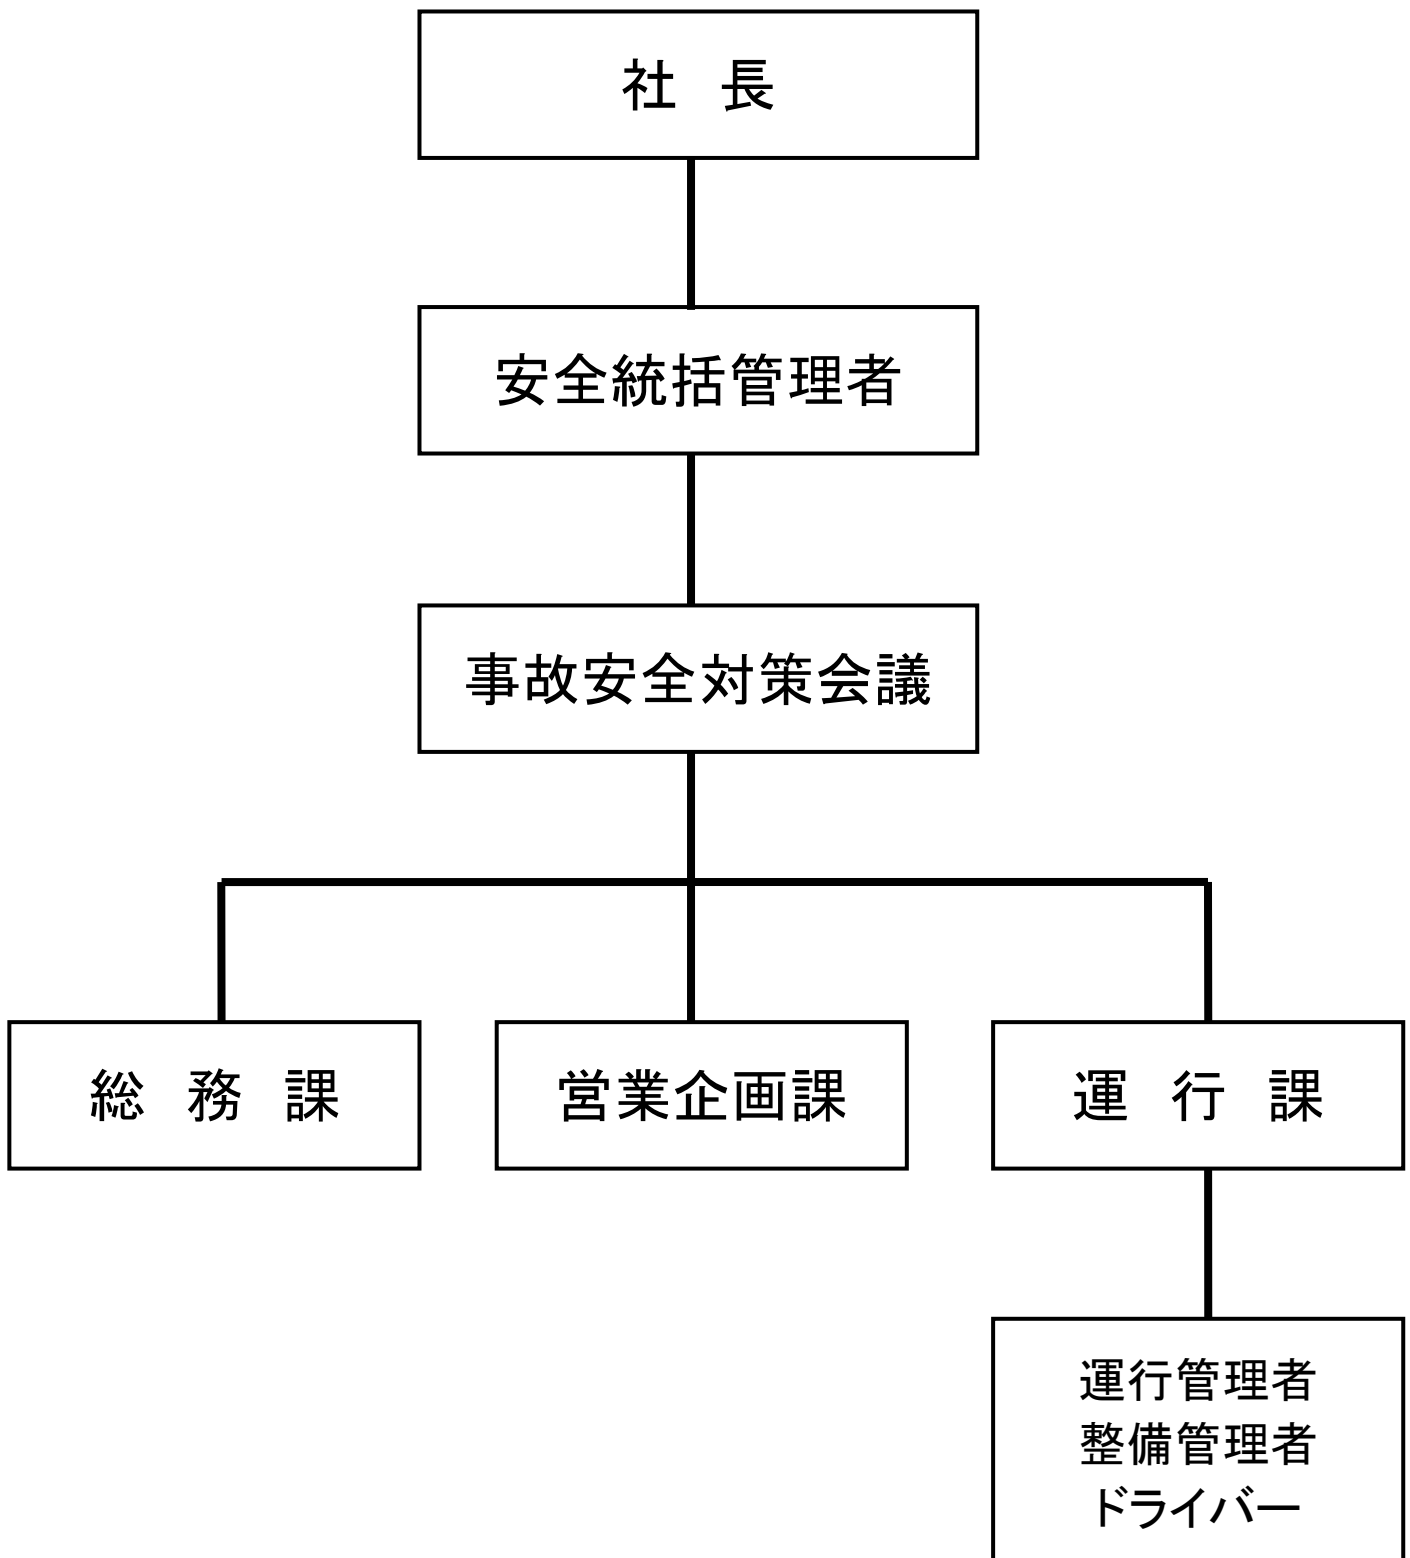 社 長
安全統括管理者
事故安全対策会議
総 務 課
営業企画課
運 行 課
運行管理者
整備管理者
ドライバー